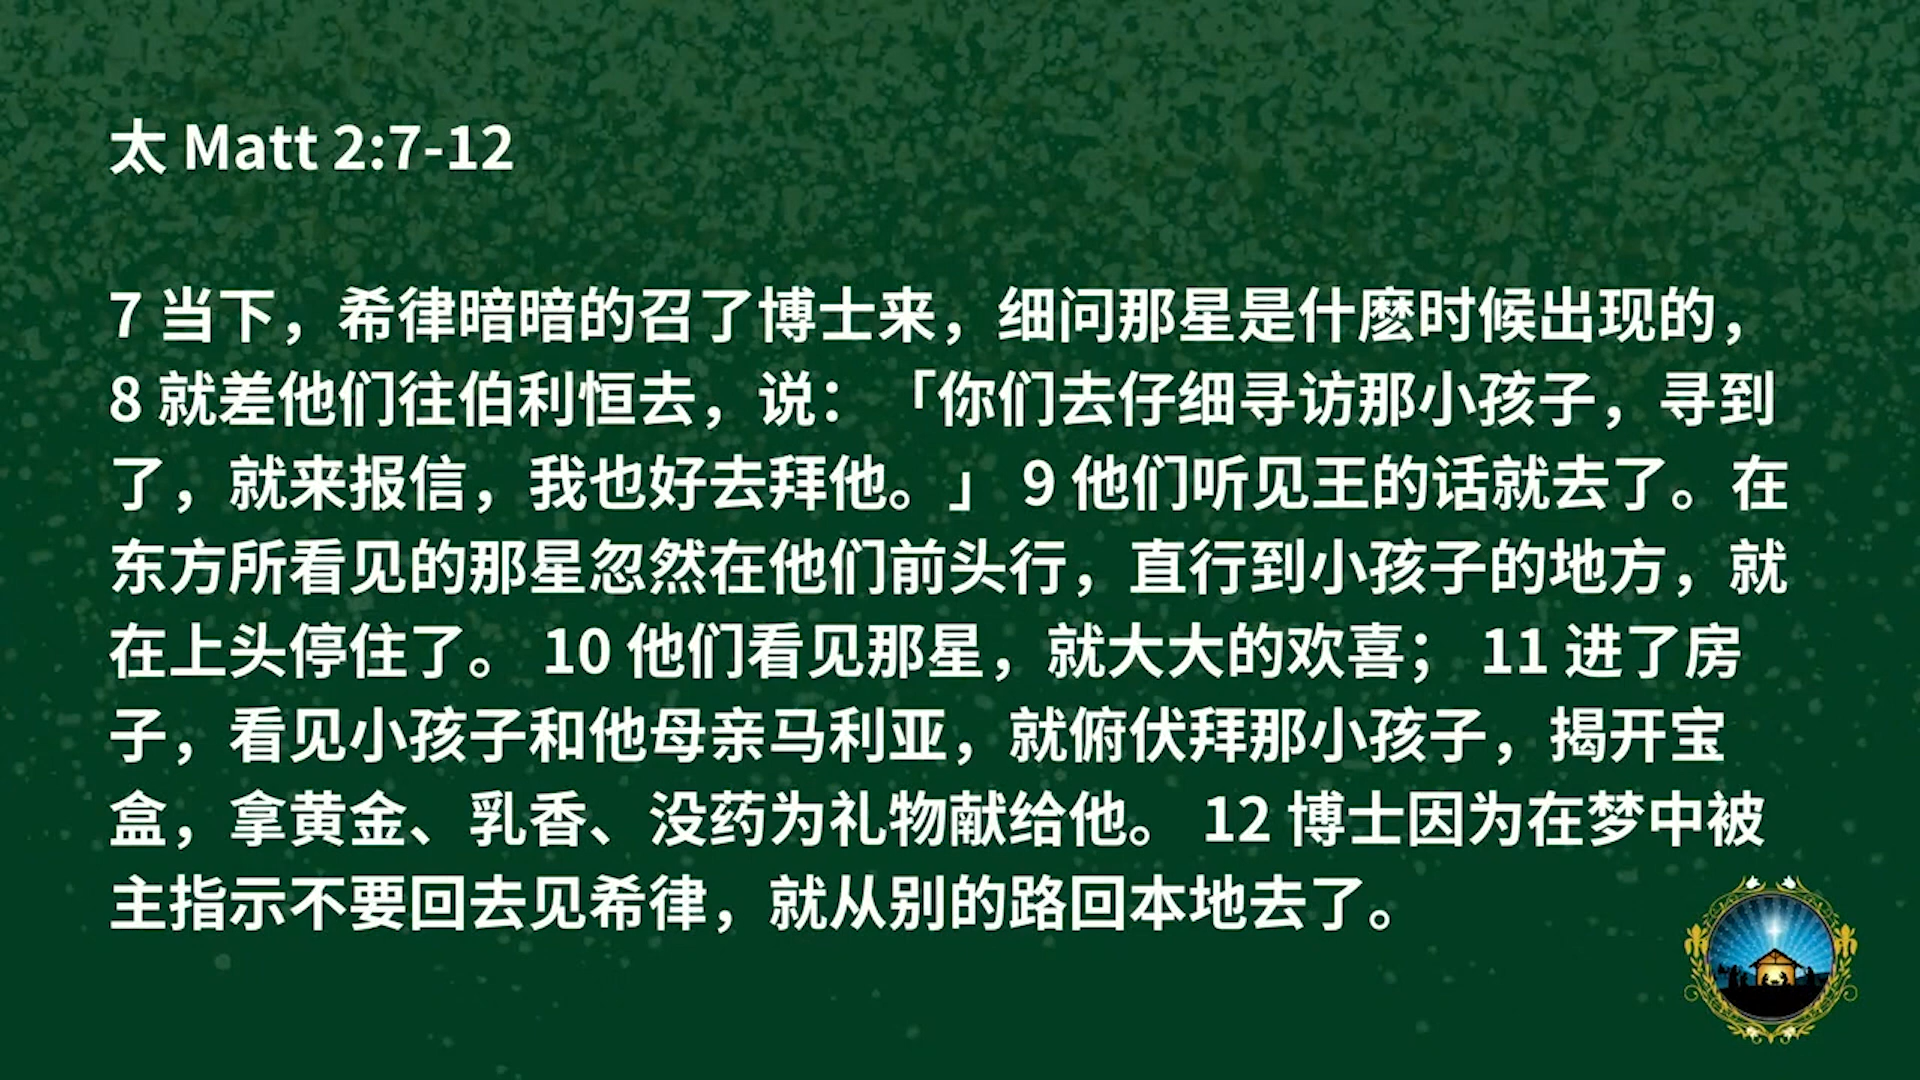 太 Matt 2:7-12
7 当下，希律暗暗的召了博士来，细问那星是什麽时候出现的，
8 就差他们往伯利恒去，说：「你们去仔细寻访那小孩子，寻到
了，就来报信，我也好去拜他。」 9 他们听见王的话就去了。在
东方所看见的那星忽然在他们前头行，直行到小孩子的地方，就
在上头停住了。 10 他们看见那星，就大大的欢喜； 11 进了房
子，看见小孩子和他母亲马利亚，就俯伏拜那小孩子，揭开宝
盒，拿黄金、乳香、没药为礼物献给他。 12 博士因为在梦中被
主指示不要回去见希律，就从别的路回本地去了。